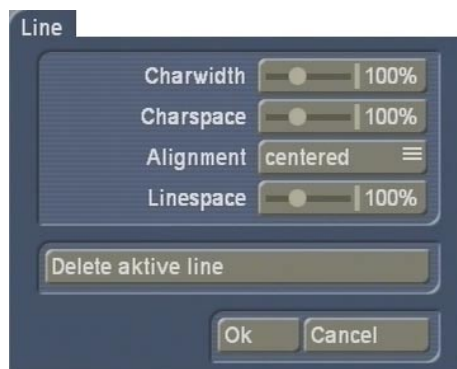 Line
Charwidth 100%
Charspace 100%
Alignment centered
Linespace 100%
Delete aktive line
Ok Cancel